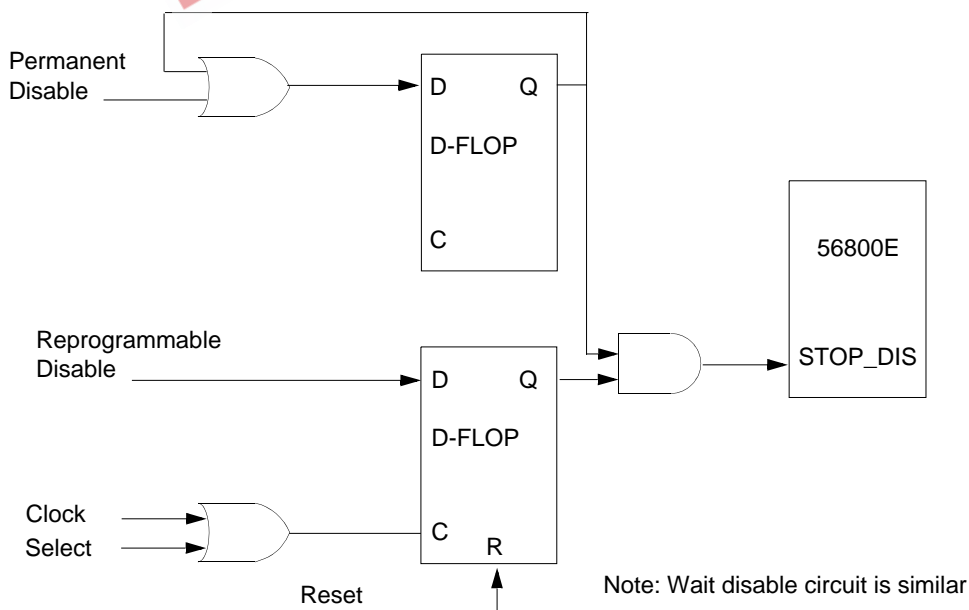 Permanent
Disable
D Q
D-FLOP
C
56800E
STOP_DIS
Reprogrammable
Disable
D Q
D-FLOP
C
R
Clock
Select
Reset
Note: Wait disable circuit is similar